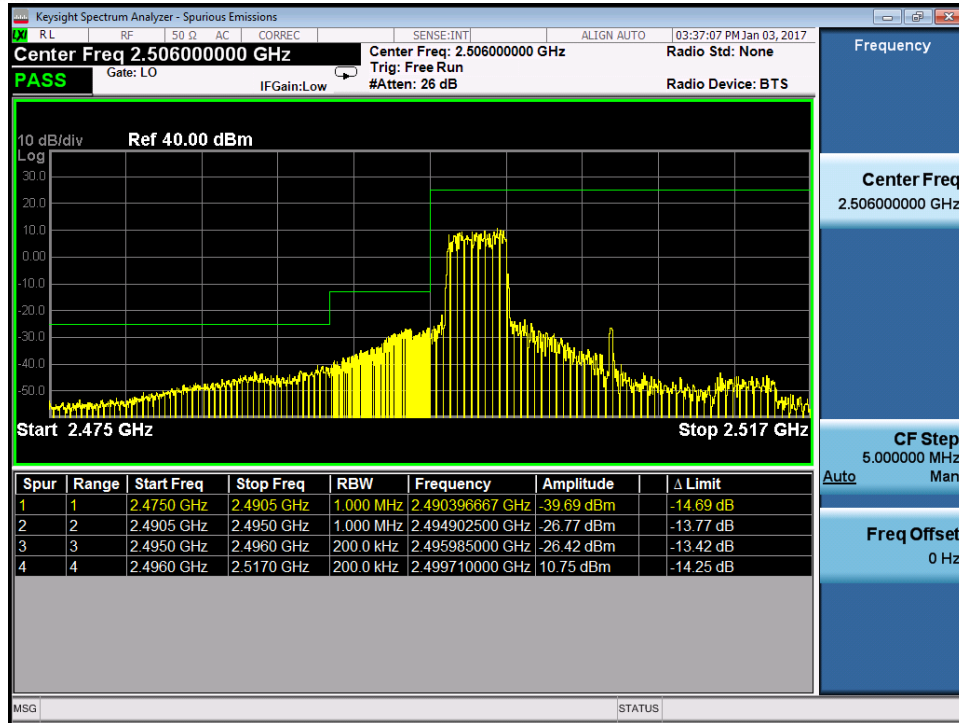 Keysight Spectrum Analyzer - Spurious Emissions
LXI RL RF 50 Ω AC CORREC SENSE:INT ALIGN AUTO 03:37:07 PM Jan 03, 2017
Center Freq 2.506000000 GHz
Center Freq: 2.506000000 GHz Radio Std: None
Gate: LO Trig: Free Run
PASS IFGain:Low #Atten: 26 dB Radio Device: BTS
10 dB/div Ref 40.00 dBm
Log
30.0
20.0
10.0
0.00
-10.0
-20.0
-30.0
-40.0
-50.0
Start 2.475 GHz Stop 2.517 GHz
Spur Range Start Freq Stop Freq RBW Frequency Amplitude Δ Limit
1 1 2.4750 GHz 2.4905 GHz 1.000 MHz 2.490396667 GHz -39.69 dBm -14.69 dB
2 2 2.4905 GHz 2.4950 GHz 1.000 MHz 2.494902500 GHz -26.77 dBm -13.77 dB
3 3 2.4950 GHz 2.4960 GHz 200.0 kHz 2.495985000 GHz -26.42 dBm -13.42 dB
4 4 2.4960 GHz 2.5170 GHz 200.0 kHz 2.499710000 GHz 10.75 dBm -14.25 dB
Frequency
Center Freq
2.506000000 GHz
CF Step
5.000000 MHz
Auto Man
Freq Offset
0 Hz
MSG STATUS